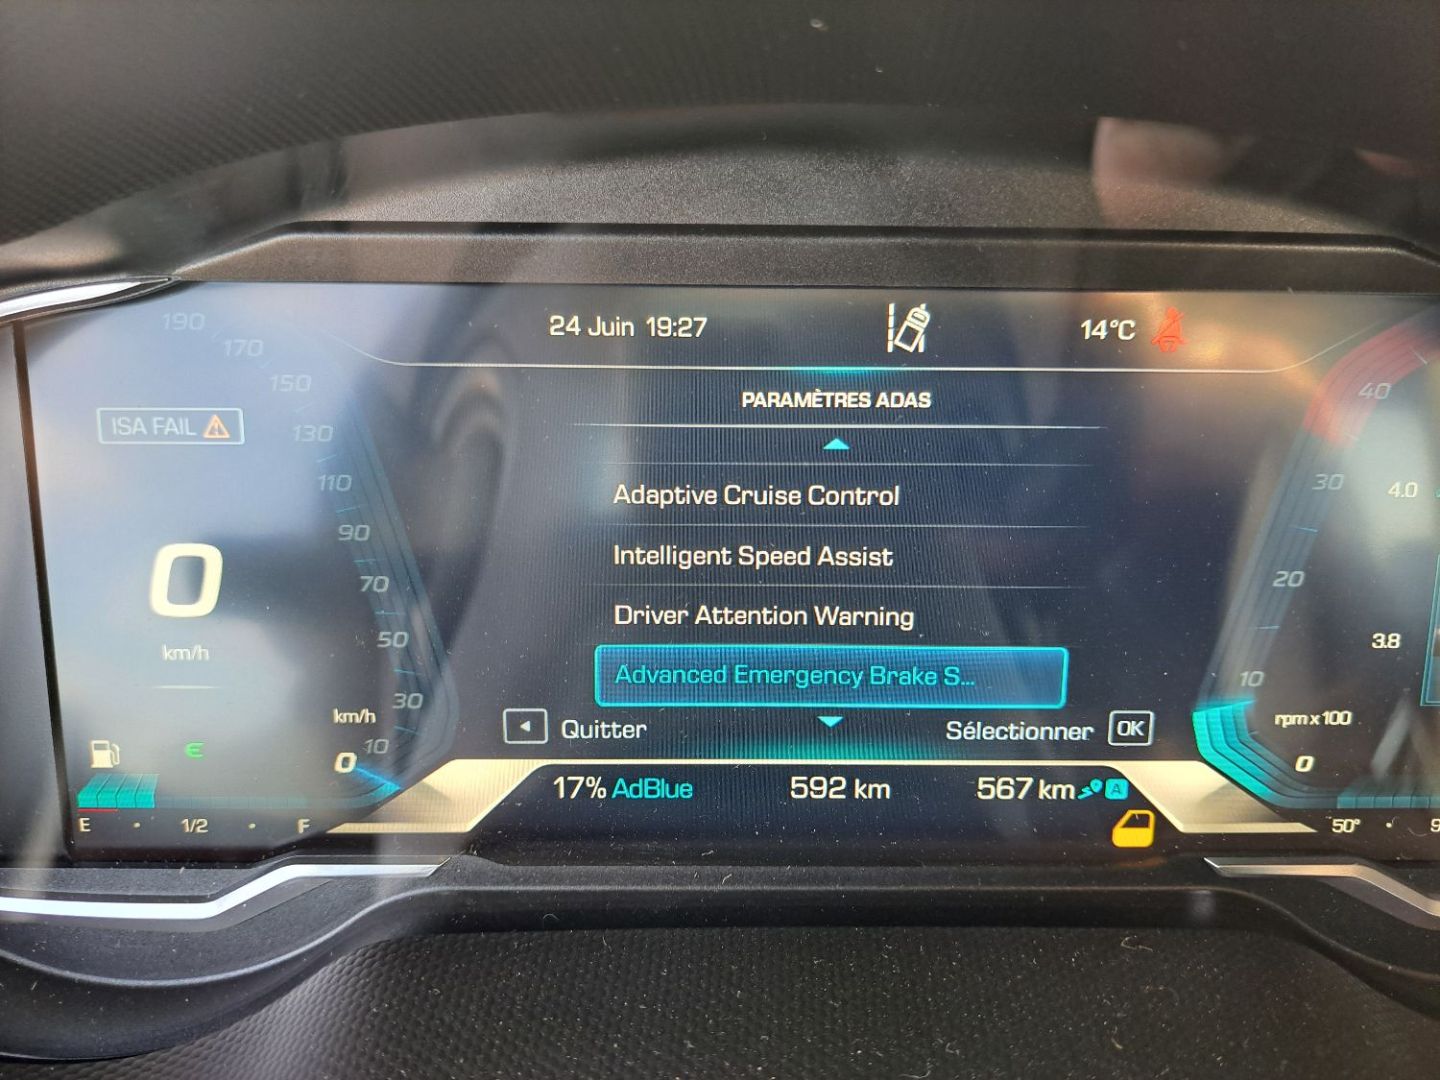 24 Juin 19:27
14°C
PARAMÈTRES ADAS
Adaptive Cruise Control
Intelligent Speed Assist
Driver Attention Warning
Advanced Emergency Brake S...
◄ Quitter
Sélectionner OK
17% AdBlue
592 km
567 km A
ISA FAIL
0
km/h
190
170
150
130
110
90
70
50
30
10
km/h
0
E
1/2
F
40
30
20
10
rpm x 100
0
4.0
3.8
50°